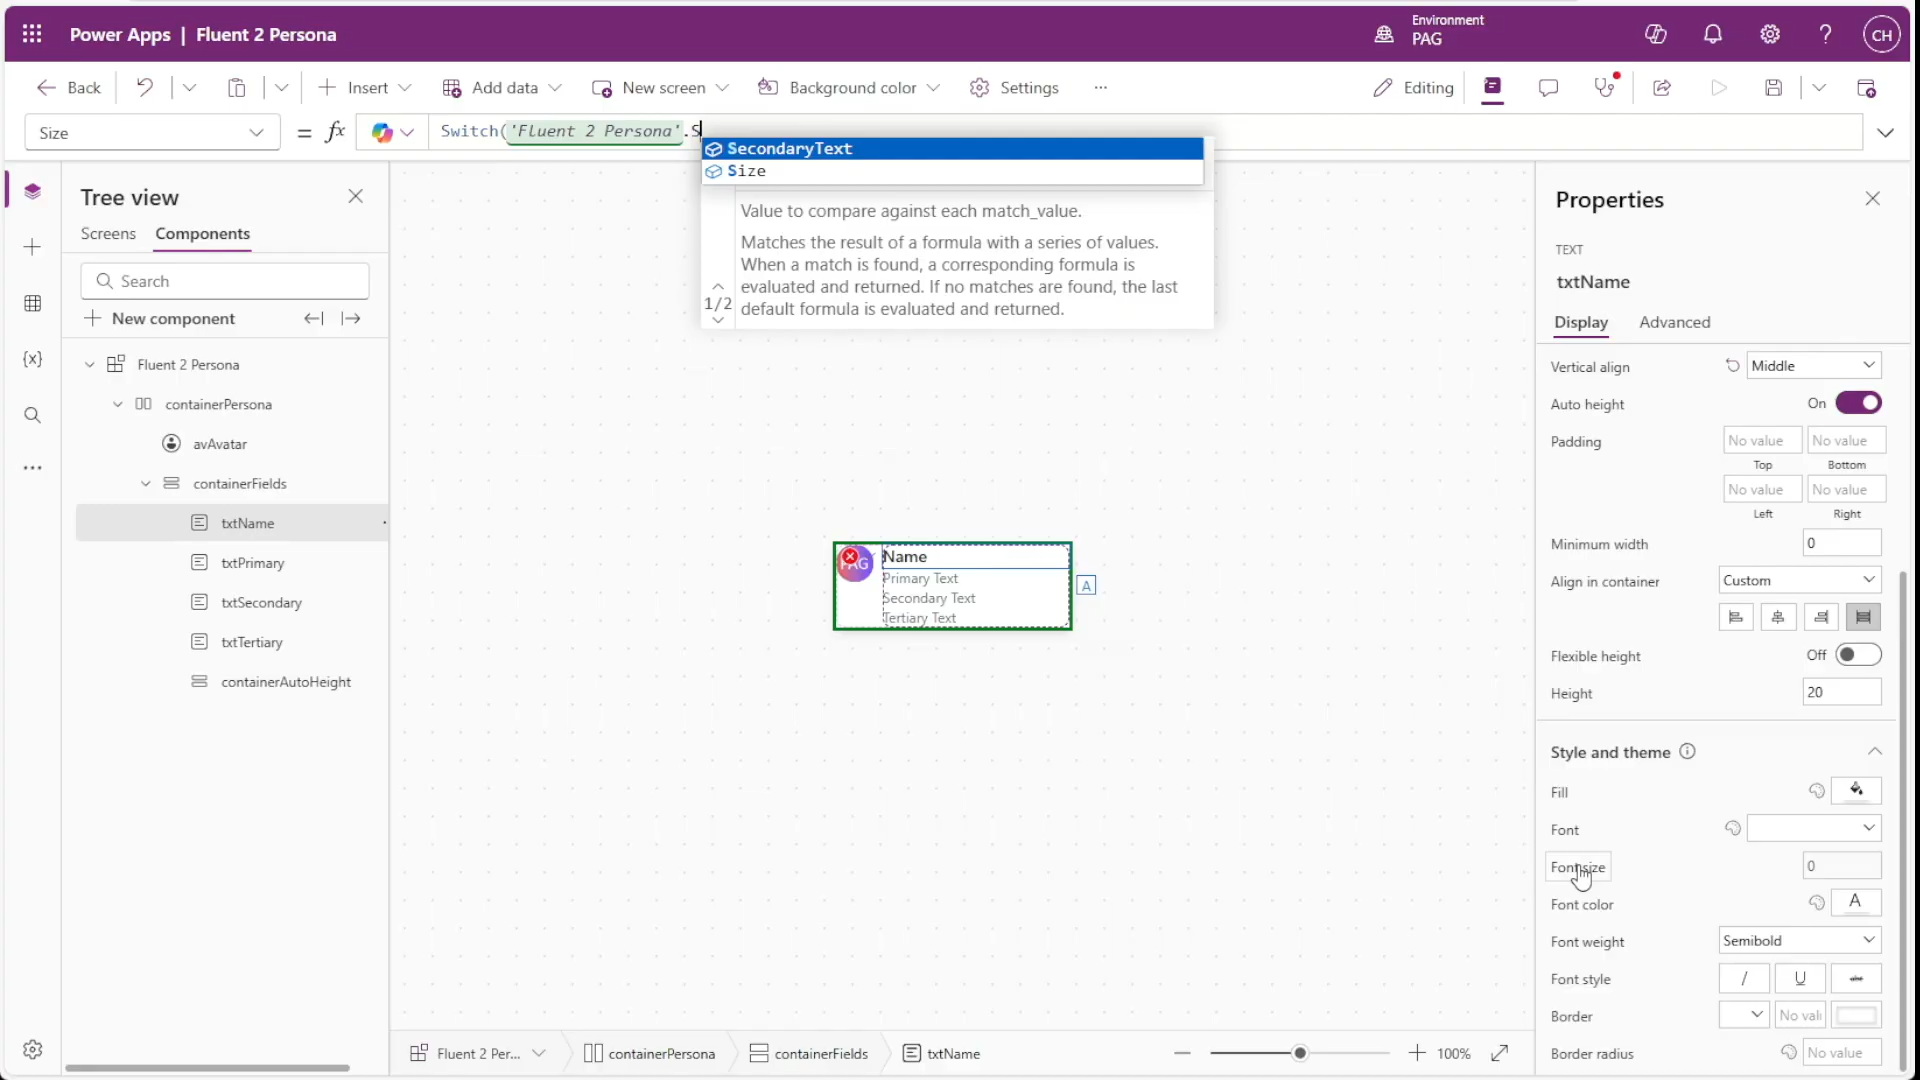 Power Apps | Fluent 2 Persona
Environment
PAG
CH
Back
Insert
Add data
New screen
Background color
Settings
...
Editing
Size
= fx
Switch('Fluent 2 Persona'.S
SecondaryText
Size
Value to compare against each match_value.
Matches the result of a formula with a series of values.
When a match is found, a corresponding formula is
evaluated and returned. If no matches are found, the last
default formula is evaluated and returned.
1/2
Tree view
Screens
Components
Search
New component
Fluent 2 Persona
containerPersona
avAvatar
containerFields
txtName
txtPrimary
txtSecondary
txtTertiary
containerAutoHeight
PAG
Name
Primary Text
Secondary Text
Tertiary Text
A
Properties
TEXT
txtName
Display
Advanced
Vertical align
Middle
Auto height
On
Padding
No value
No value
Top
Bottom
No value
No value
Left
Right
Minimum width
0
Align in container
Custom
Flexible height
Off
Height
20
Style and theme
Fill
Font
Font size
0
Font color
A
Font weight
Semibold
Font style
/
U
abc
Border
No val
Border radius
No value
Fluent 2 Per...
containerPersona
containerFields
txtName
100%